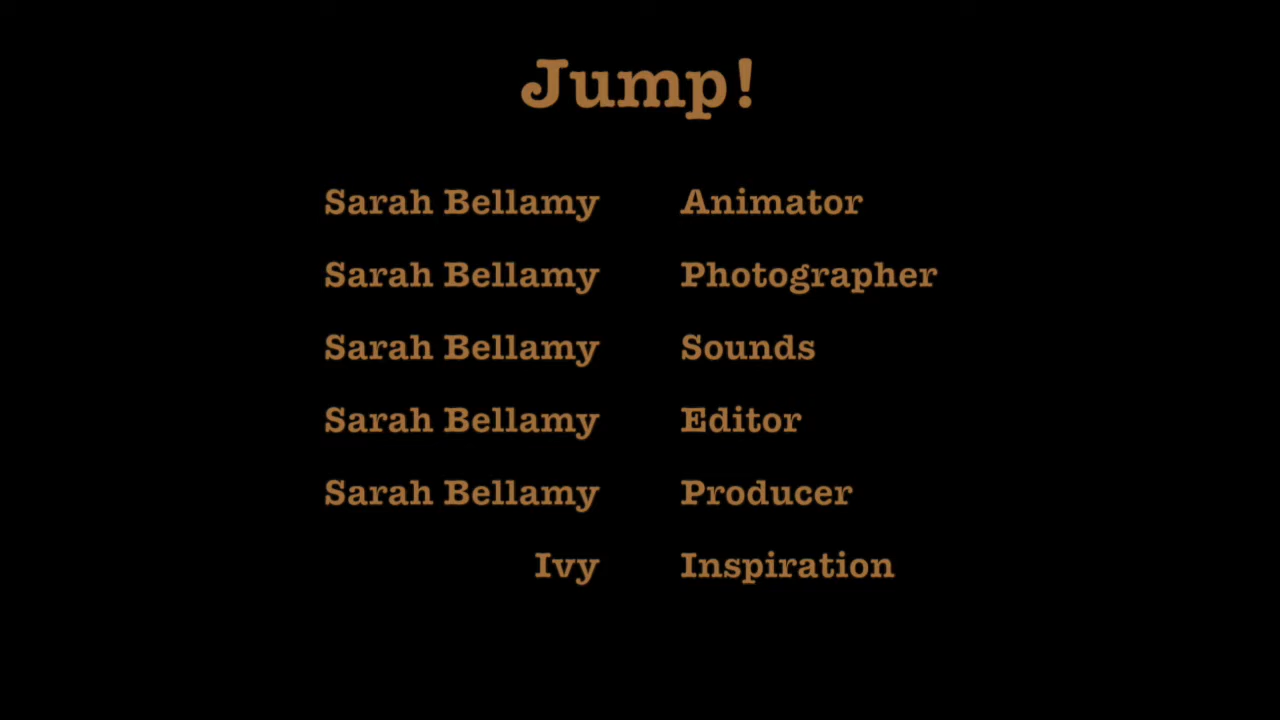 Jump!
Sarah Bellamy Animator
Sarah Bellamy Photographer
Sarah Bellamy Sounds
Sarah Bellamy Editor
Sarah Bellamy Producer
Ivy Inspiration